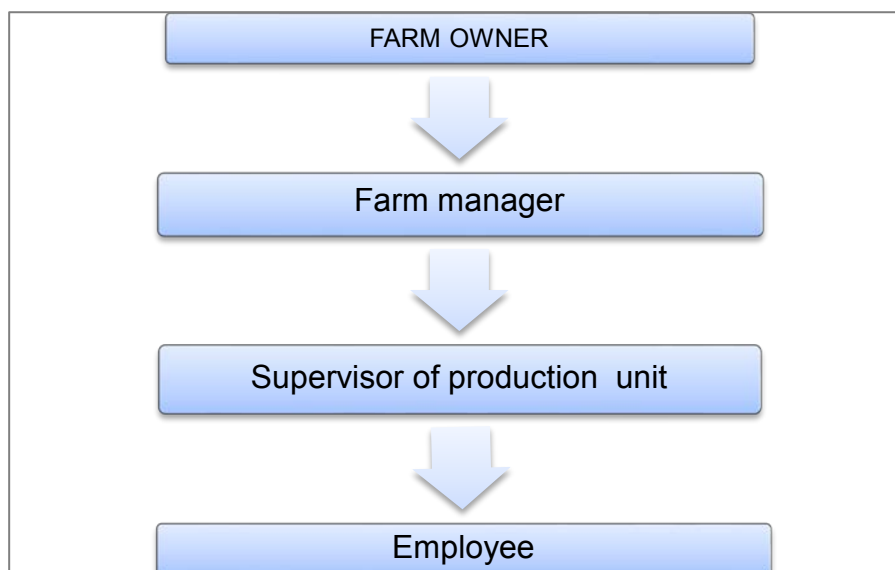 FARM OWNER
Farm manager
Supervisor of production  unit
Employee